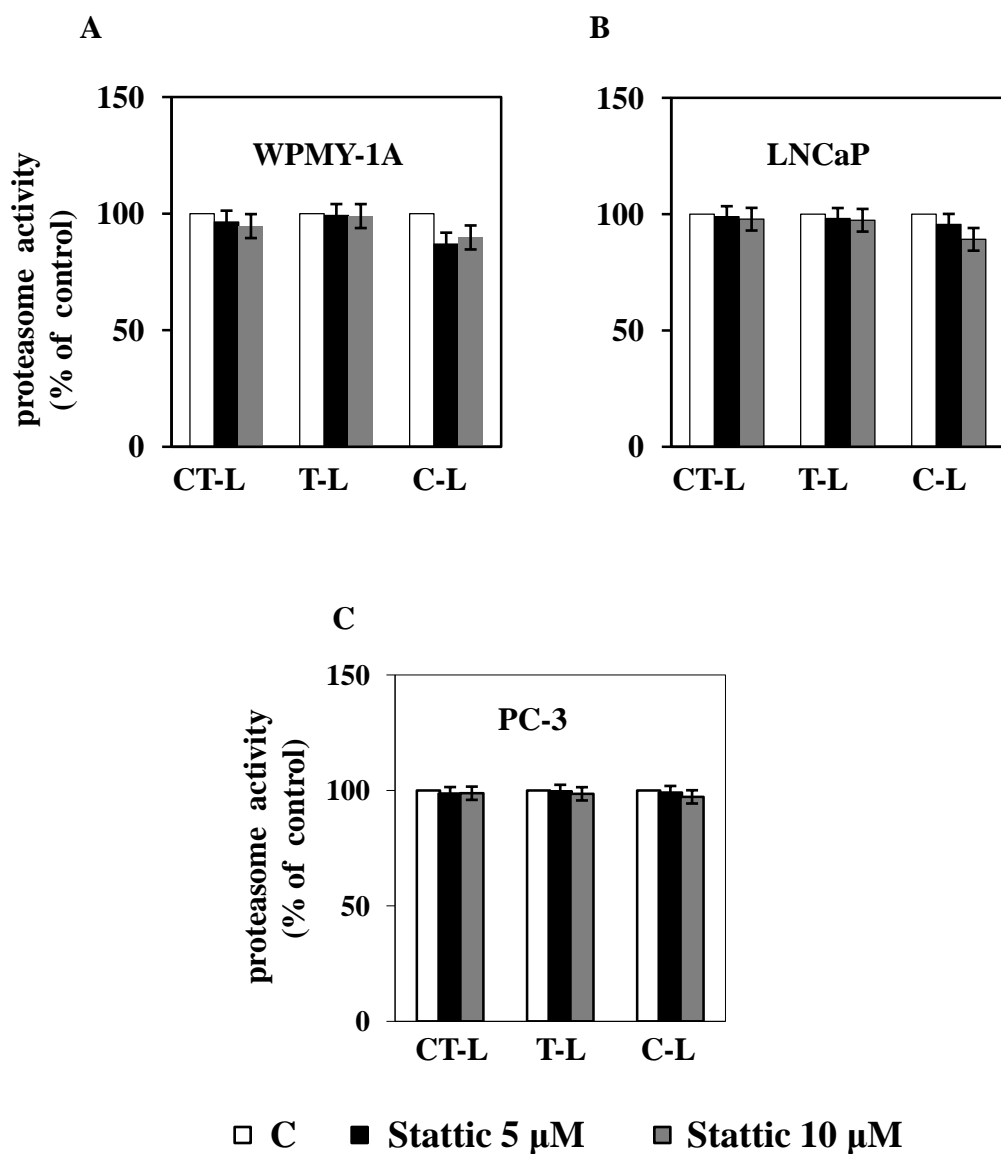 A
B
150
100
50
0
proteasome activity
(% of control)
WPMY-1A
CT-L T-L C-L
150
100
50
0
LNCaP
CT-L T-L C-L
C
150
100
50
0
proteasome activity
(% of control)
PC-3
CT-L T-L C-L
C Stattic 5 μM Stattic 10 μM